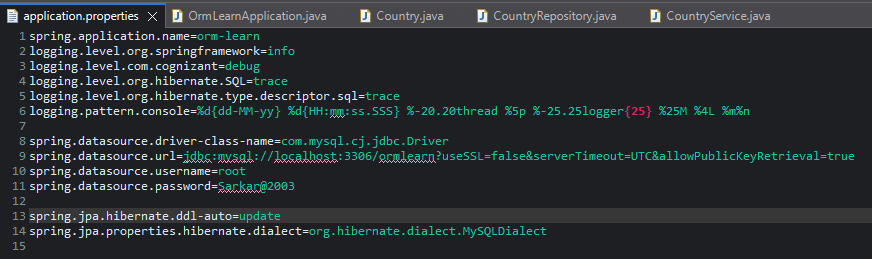 application.properties OrmLearnApplication.java Country.java CountryRepository.java CountryService.java
1 spring.application.name=orm-learn
2 logging.level.org.springframework=info
3 logging.level.com.cognizant=debug
4 logging.level.org.hibernate.SQL=trace
5 logging.level.org.hibernate.type.descriptor.sql=trace
6 logging.pattern.console=%d{dd-MM-yy} %d{HH:mm:ss.SSS} %-20.20thread %5p %-25.25logger{25} %25M %4L %m%n
7
8 spring.datasource.driver-class-name=com.mysql.cj.jdbc.Driver
9 spring.datasource.url=jdbc:mysql://localhost:3306/ormlearn?useSSL=false&serverTimeout=UTC&allowPublicKeyRetrieval=true
10 spring.datasource.username=root
11 spring.datasource.password=Sarkar@2003
12
13 spring.jpa.hibernate.ddl-auto=update
14 spring.jpa.properties.hibernate.dialect=org.hibernate.dialect.MySQLDialect
15